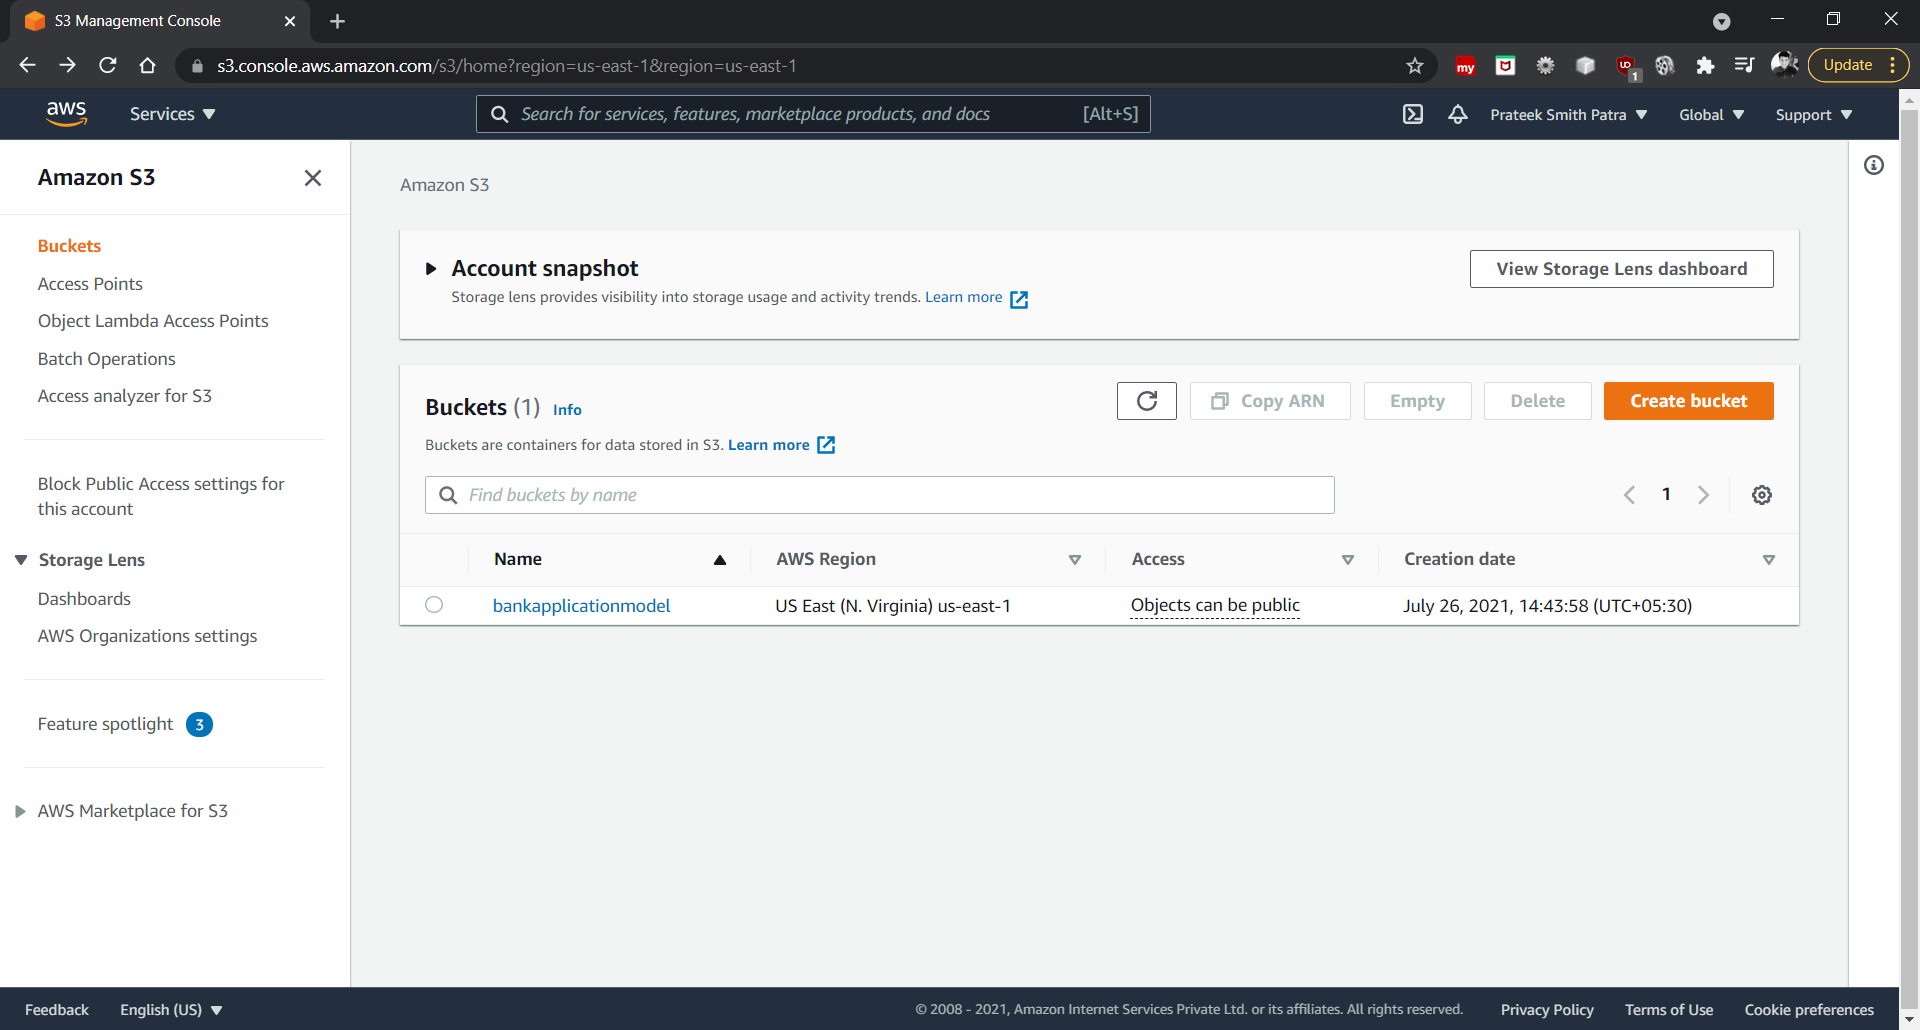 S3 Management Console
s3.console.aws.amazon.com/s3/home?region=us-east-1&region=us-east-1
my
UO
1
Update
aws
Services
Search for services, features, marketplace products, and docs [Alt+S]
Prateek Smith Patra
Global
Support
Amazon S3
Buckets
Access Points
Object Lambda Access Points
Batch Operations
Access analyzer for S3
Block Public Access settings for
this account
Storage Lens
Dashboards
AWS Organizations settings
Feature spotlight 3
AWS Marketplace for S3
Amazon S3
Account snapshot
Storage lens provides visibility into storage usage and activity trends. Learn more
View Storage Lens dashboard
Buckets (1) Info
Copy ARN
Empty
Delete
Create bucket
Buckets are containers for data stored in S3. Learn more
Find buckets by name
1
Name AWS Region Access Creation date
bankapplicationmodel US East (N. Virginia) us-east-1 Objects can be public July 26, 2021, 14:43:58 (UTC+05:30)
Feedback
English (US)
© 2008 - 2021, Amazon Internet Services Private Ltd. or its affiliates. All rights reserved.
Privacy Policy
Terms of Use
Cookie preferences